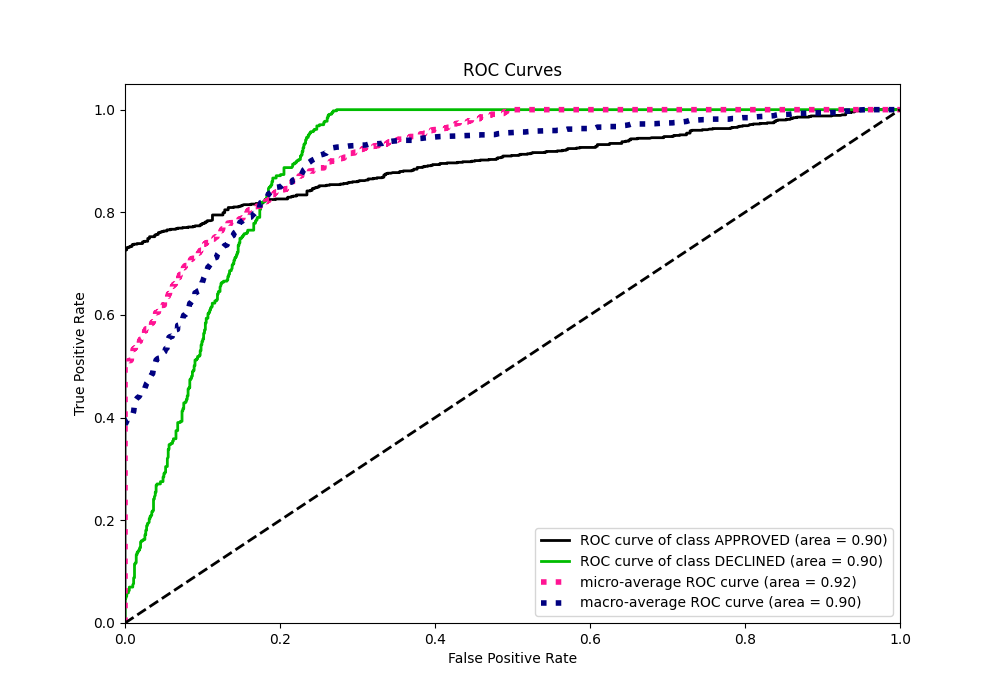 ROC Curves
True Positive Rate
1.0
0.8
0.6
0.4
0.2
0.0
ROC curve of class APPROVED (area = 0.90)
ROC curve of class DECLINED (area = 0.90)
micro-average ROC curve (area = 0.92)
macro-average ROC curve (area = 0.90)
0.0 0.2 0.4 0.6 0.8 1.0
False Positive Rate